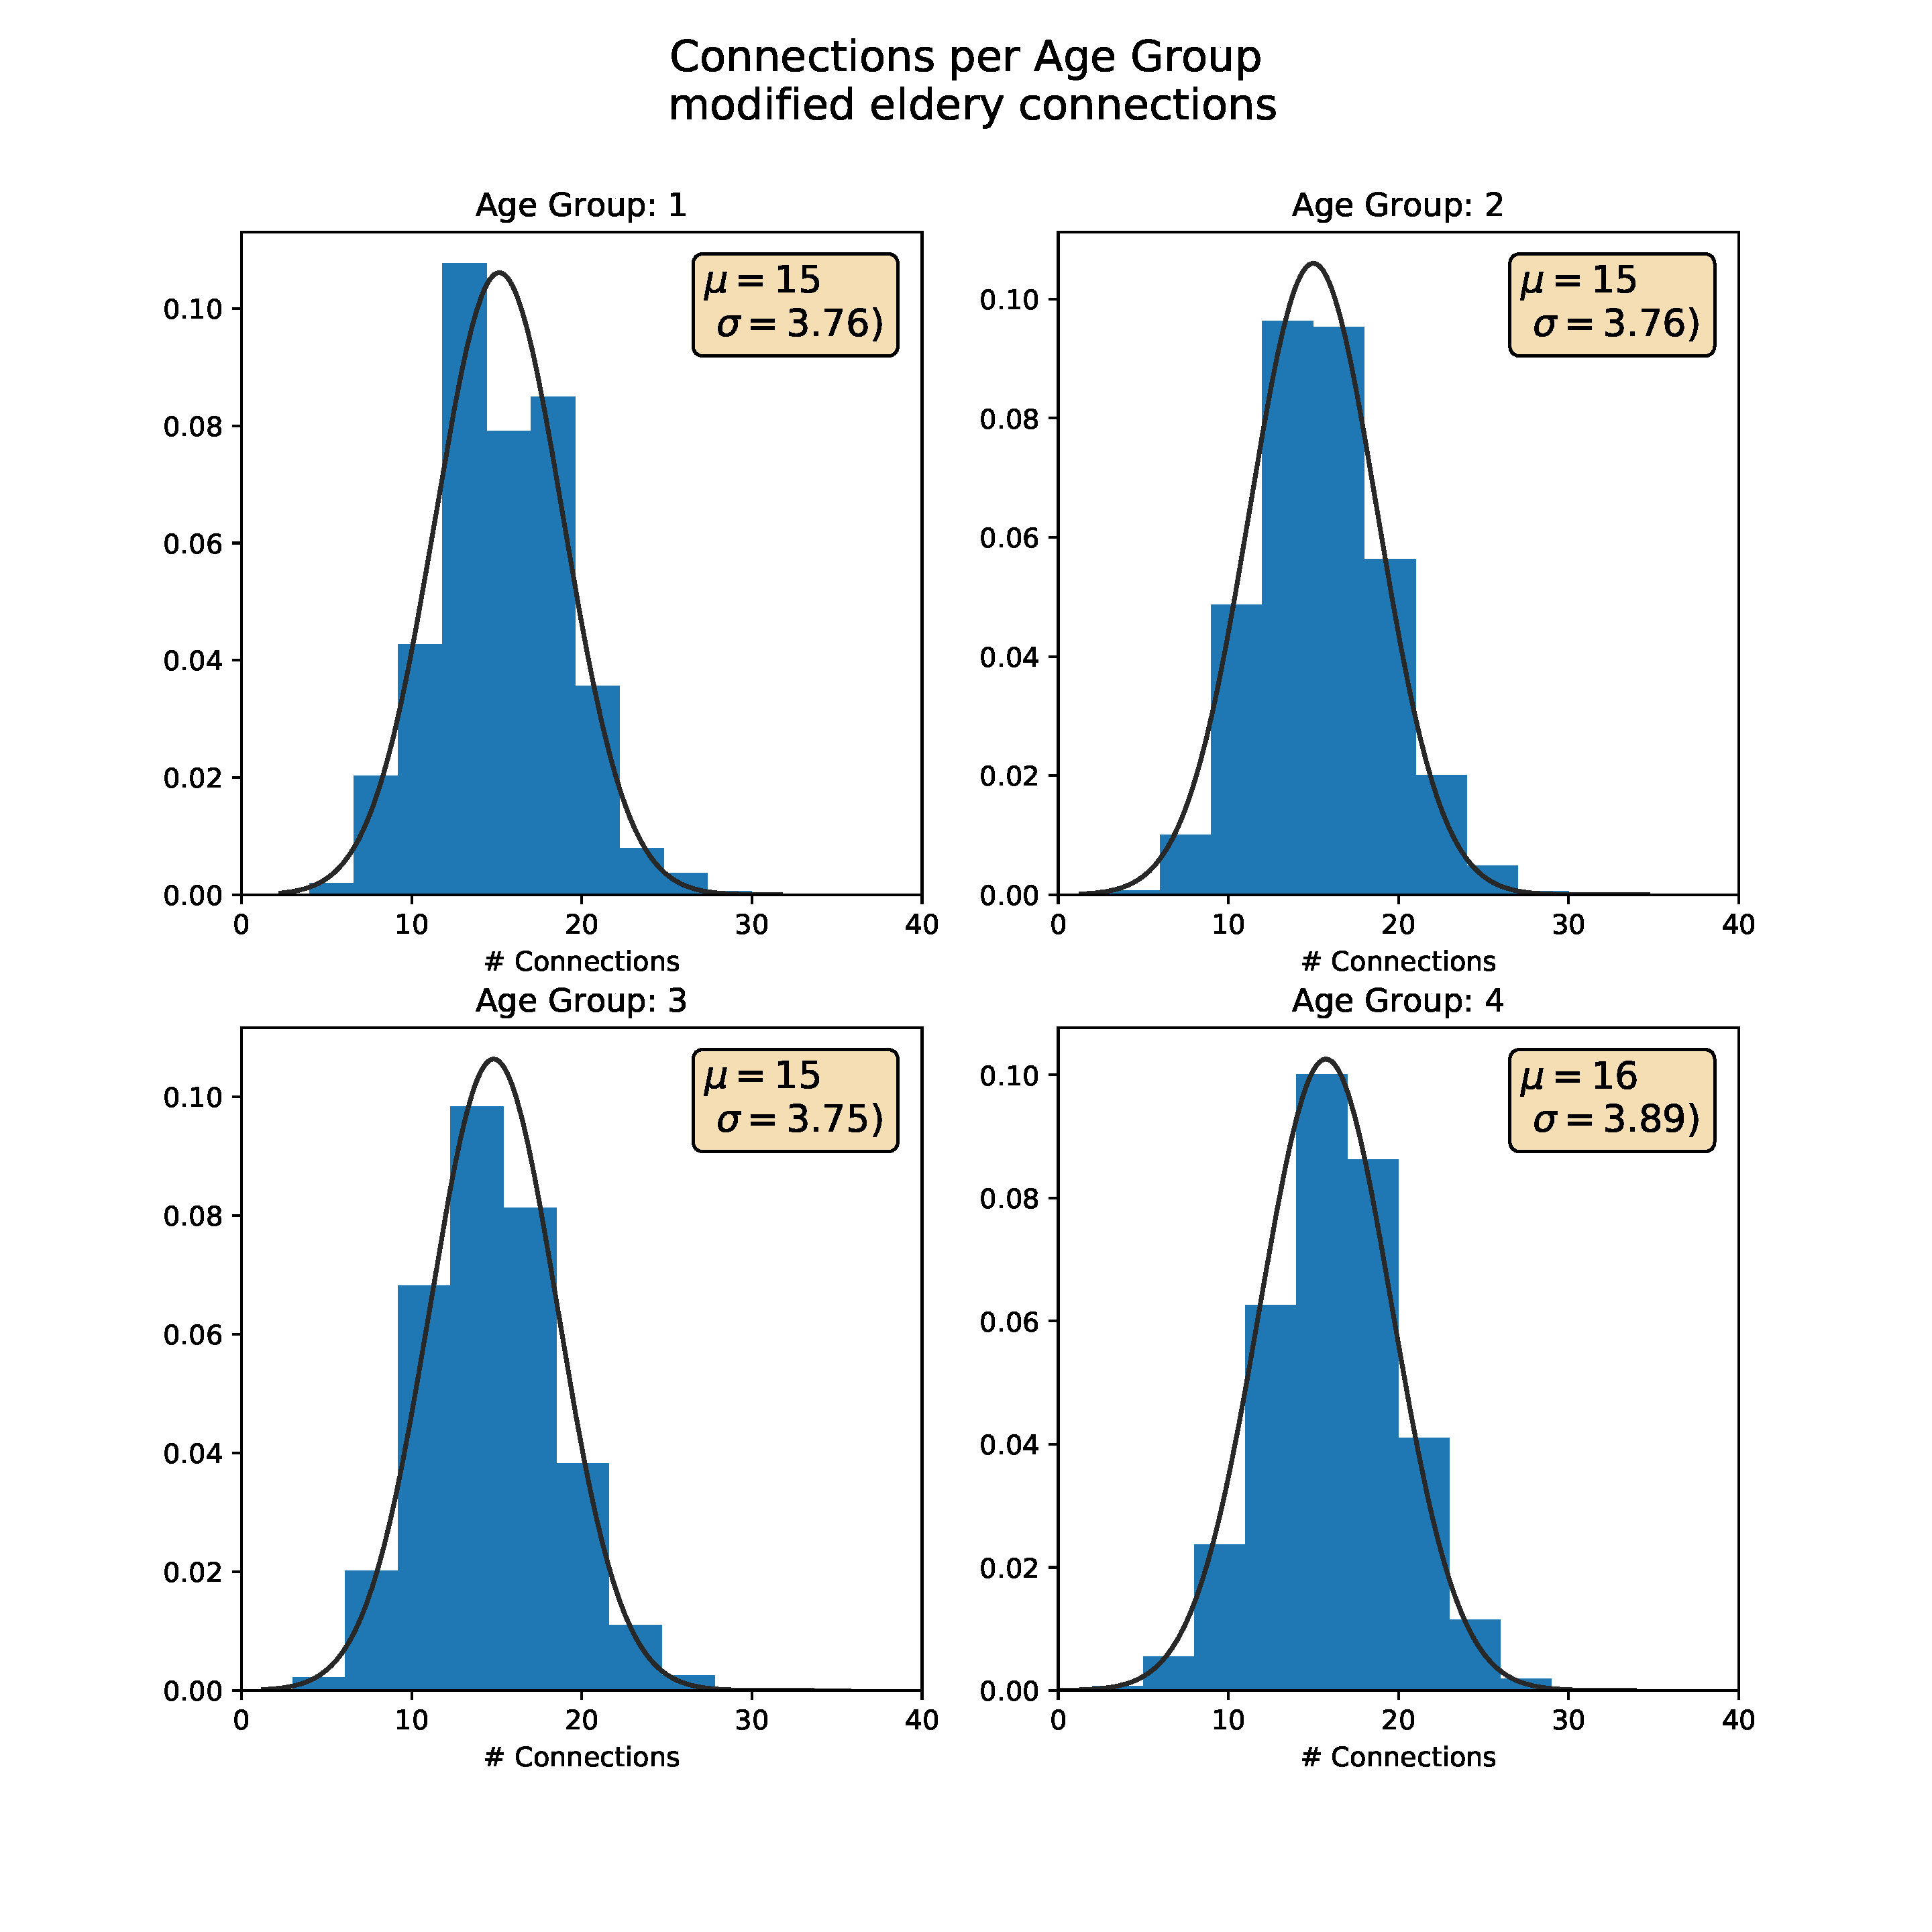 Connections per Age Group
modified eldery connections
Age Group: 1
μ = 15
σ = 3.76)
0.10
0.08
0.06
0.04
0.02
0.00
0 10 20 30 40
# Connections
Age Group: 2
μ = 15
σ = 3.76)
0.10
0.08
0.06
0.04
0.02
0.00
0 10 20 30 40
# Connections
Age Group: 3
μ = 15
σ = 3.75)
0.10
0.08
0.06
0.04
0.02
0.00
0 10 20 30 40
# Connections
Age Group: 4
μ = 16
σ = 3.89)
0.10
0.08
0.06
0.04
0.02
0.00
0 10 20 30 40
# Connections